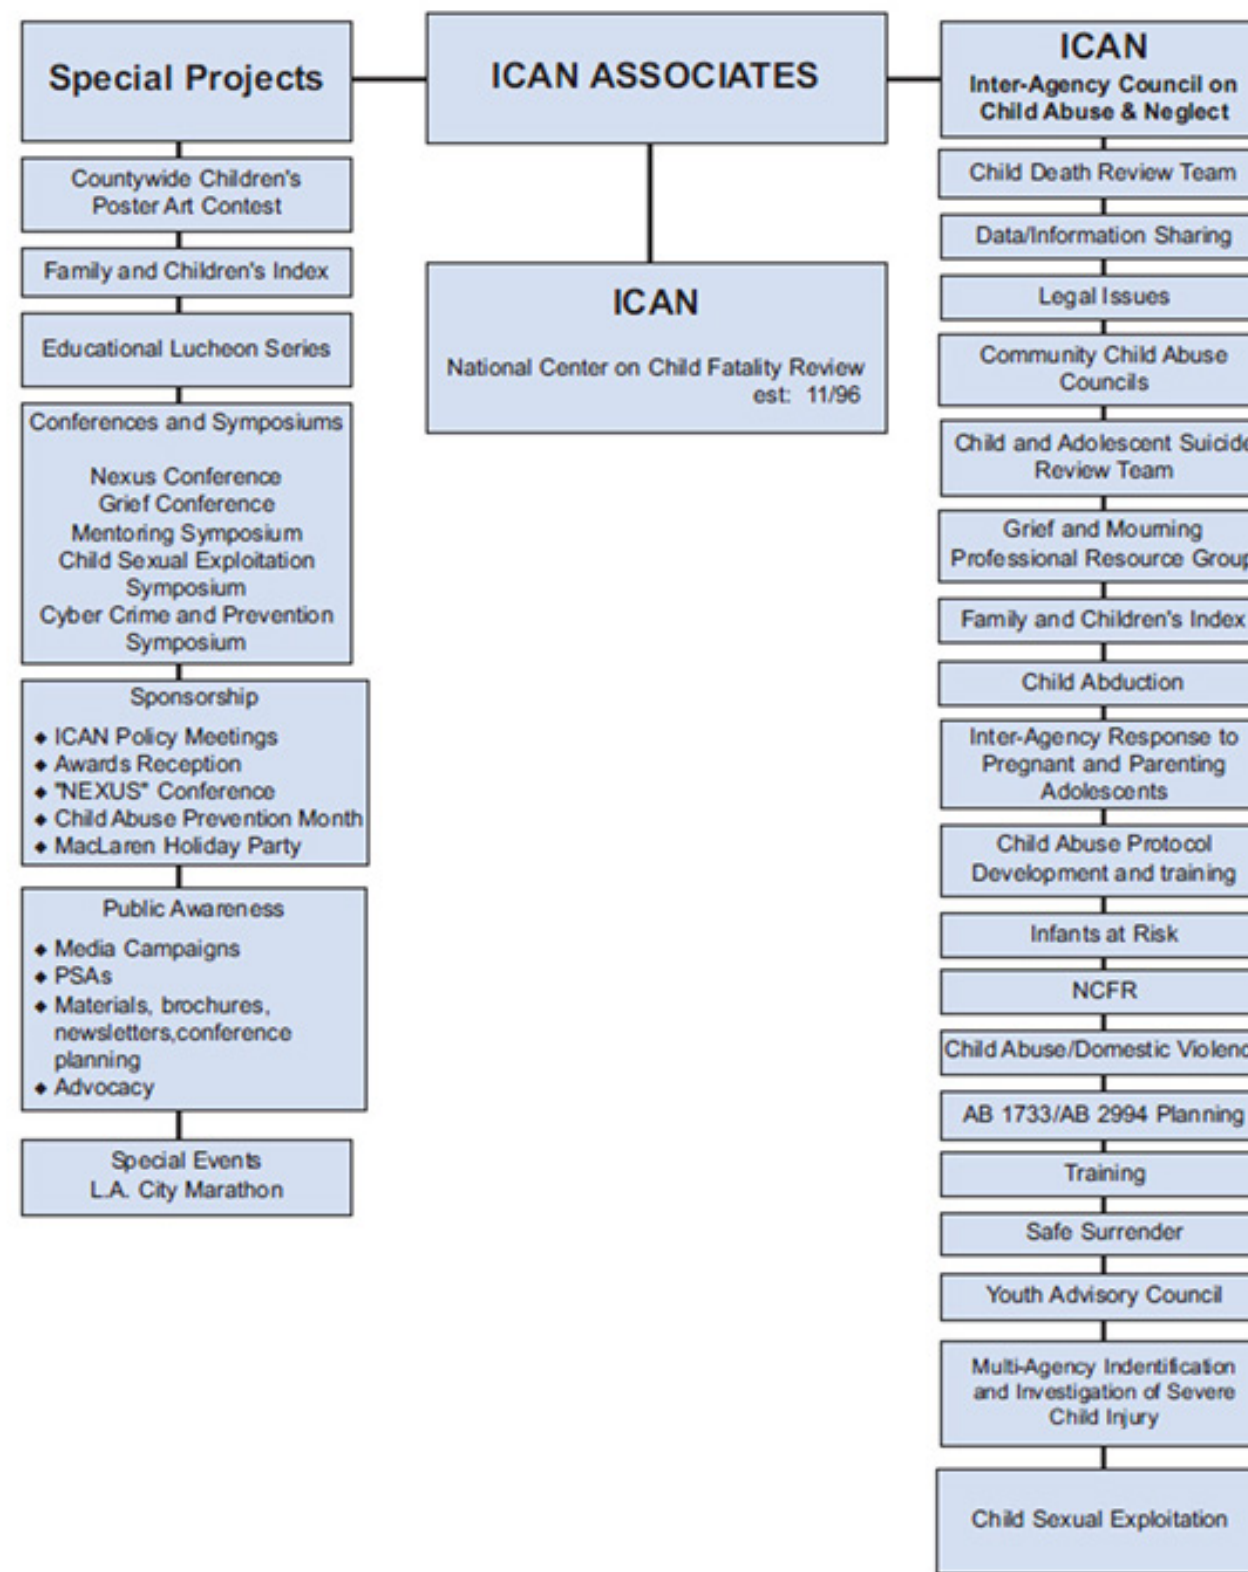 Special Projects
Countywide Children's
Poster Art Contest
Family and Children's Index
Educational Lucheon Series
Conferences and Symposiums
Nexus Conference
Grief Conference
Mentoring Symposium
Child Sexual Exploitation
Symposium
Cyber Crime and Prevention
Symposium
Sponsorship
◆ ICAN Policy Meetings
◆ Awards Reception
◆ "NEXUS" Conference
◆ Child Abuse Prevention Month
◆ MacLaren Holiday Party
Public Awareness
◆ Media Campaigns
◆ PSAs
◆ Materials, brochures,
newsletters,conference
planning
◆ Advocacy
Special Events
L.A. City Marathon
ICAN ASSOCIATES
ICAN
National Center on Child Fatality Review
est: 11/96
ICAN
Inter-Agency Council on
Child Abuse & Neglect
Child Death Review Team
Data/Information Sharing
Legal Issues
Community Child Abuse
Councils
Child and Adolescent Suicide
Review Team
Grief and Mourning
Professional Resource Group
Family and Children's Index
Child Abduction
Inter-Agency Response to
Pregnant and Parenting
Adolescents
Child Abuse Protocol
Development and training
Infants at Risk
NCFR
Child Abuse/Domestic Violenc
AB 1733/AB 2994 Planning
Training
Safe Surrender
Youth Advisory Council
Multi-Agency Indentification
and Investigation of Severe
Child Injury
Child Sexual Exploitation